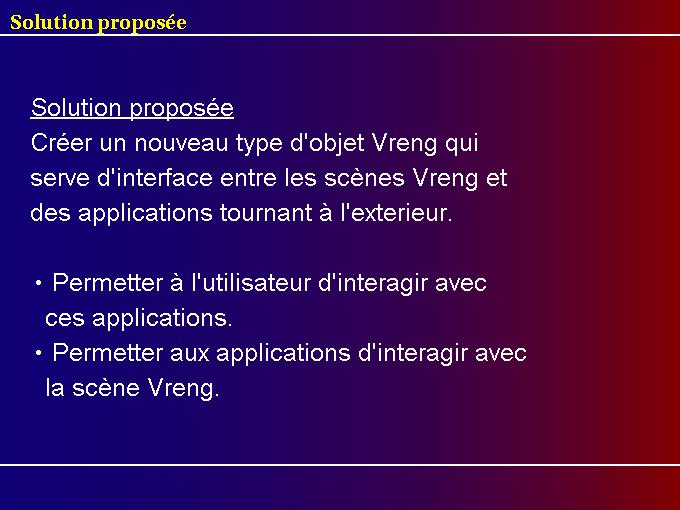 Solution proposée
Solution proposée
Créer un nouveau type d'objet Vreng qui
serve d'interface entre les scènes Vreng et
des applications tournant à l'exterieur.
• Permetter à l'utilisateur d'interagir avec
ces applications.
• Permetter aux applications d'interagir avec
la scène Vreng.